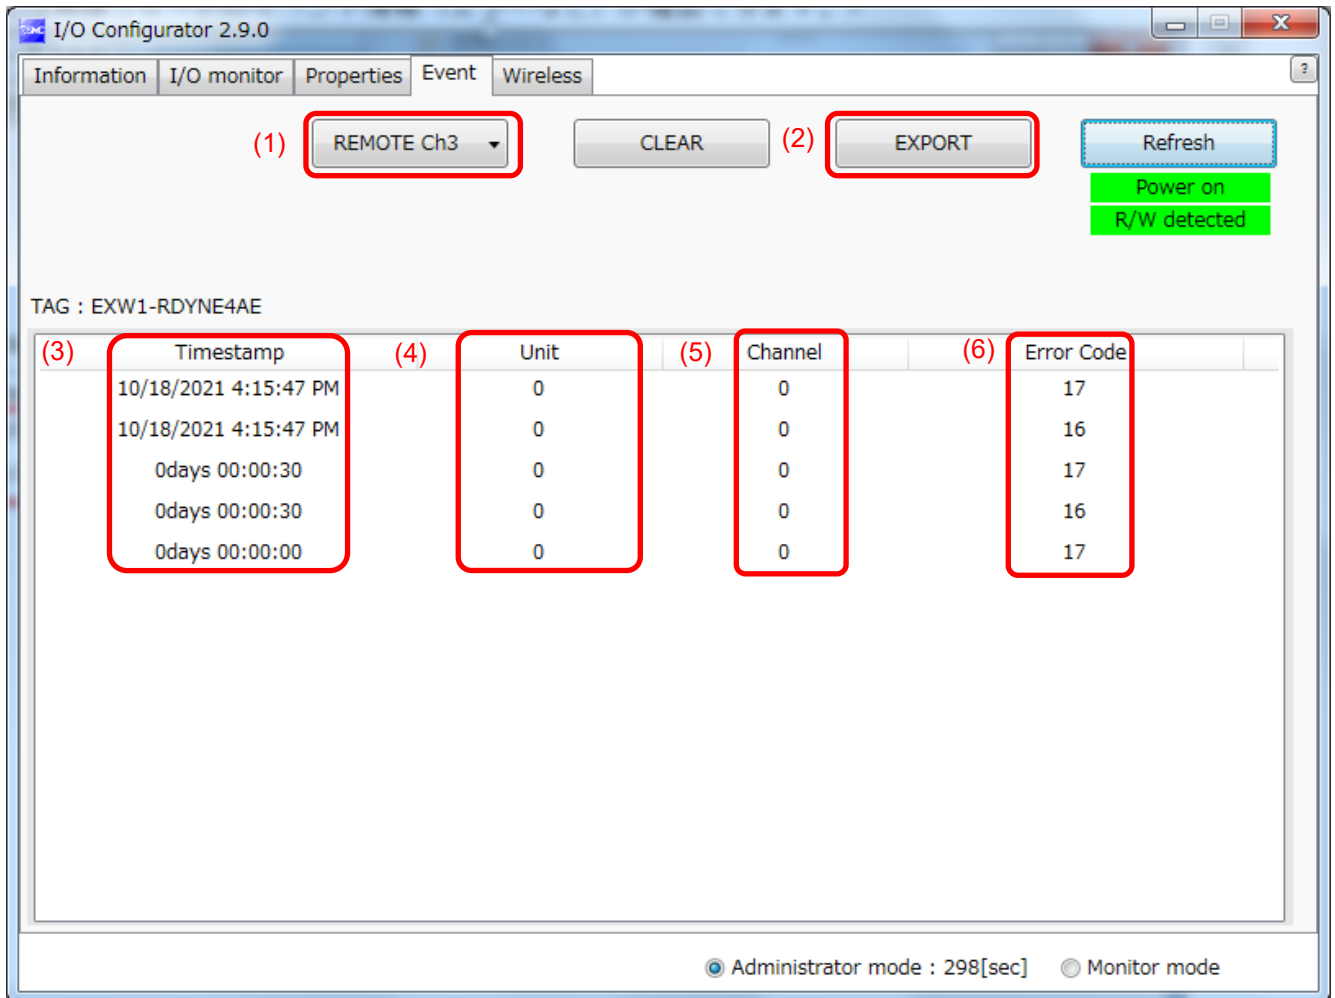 I/O Configurator 2.9.0
Information I/O monitor Properties Event Wireless ?
(1) REMOTE Ch3 CLEAR (2) EXPORT Refresh
Power on
R/W detected
TAG : EXW1-RDYNE4AE
(3) Timestamp (4) Unit (5) Channel (6) Error Code
10/18/2021 4:15:47 PM 0 0 17
10/18/2021 4:15:47 PM 0 0 16
0days 00:00:30 0 0 17
0days 00:00:30 0 0 16
0days 00:00:00 0 0 17
Administrator mode : 298[sec] Monitor mode